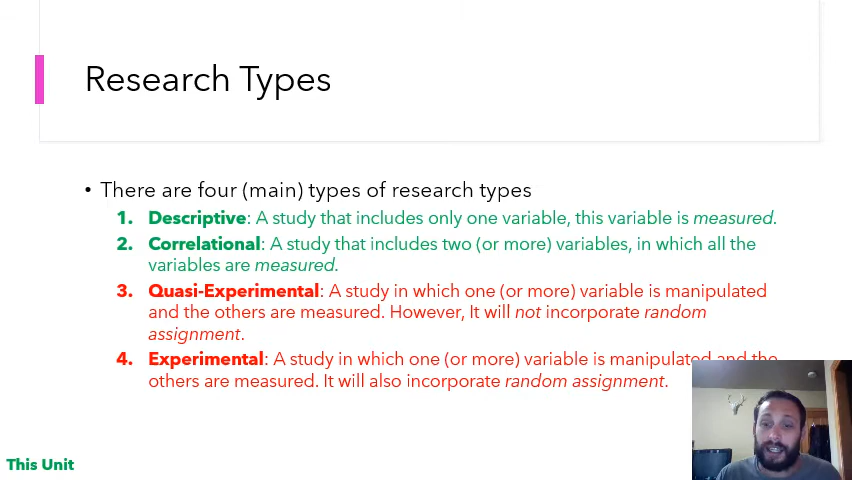 Research Types
• There are four (main) types of research types
1. Descriptive: A study that includes only one variable, this variable is measured.
2. Correlational: A study that includes two (or more) variables, in which all the
variables are measured.
3. Quasi-Experimental: A study in which one (or more) variable is manipulated
and the others are measured. However, It will not incorporate random
assignment.
4. Experimental: A study in which one (or more) variable is manipulated and the
others are measured. It will also incorporate random assignment.
This Unit